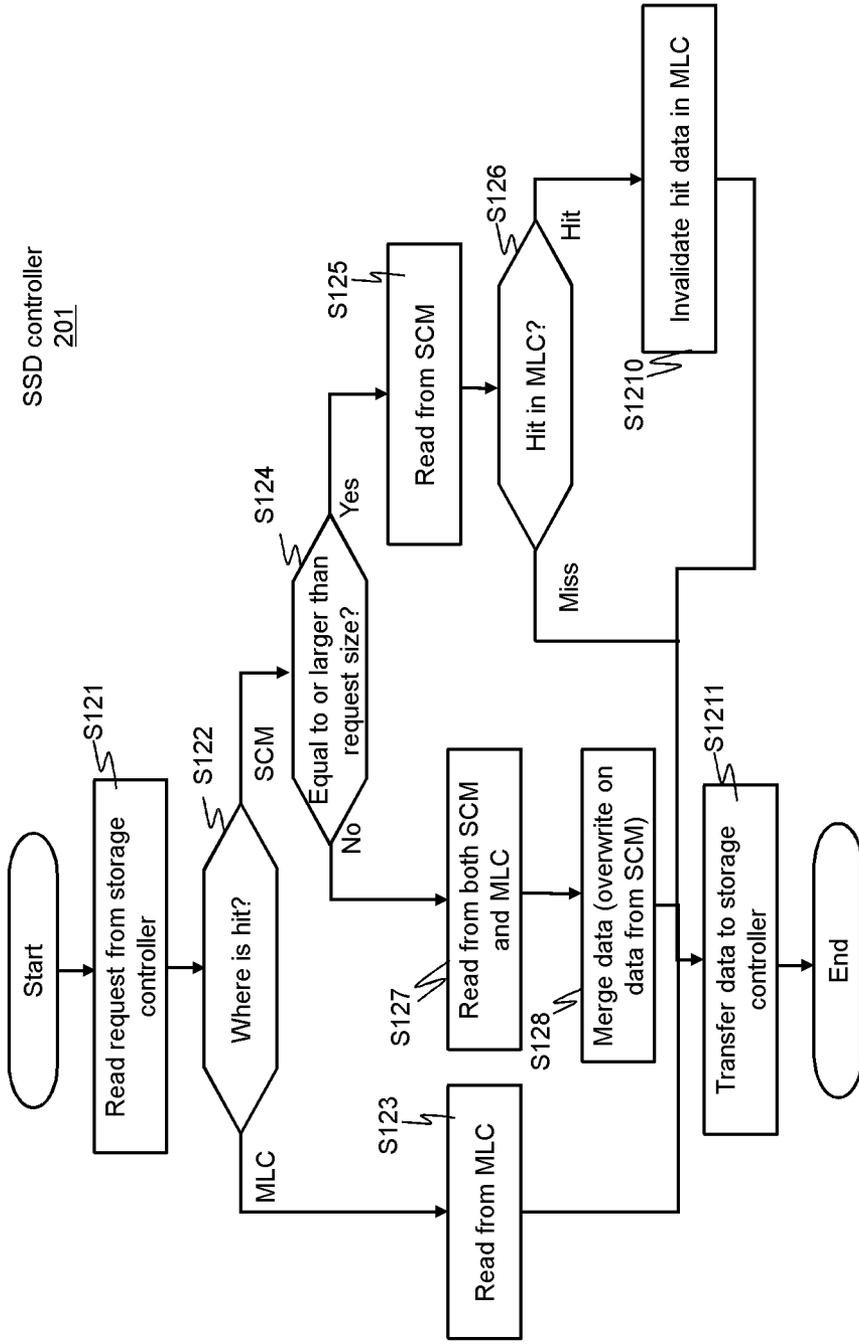 SSD controller
201
Start
Read request from storage
controller
S121
Where is hit?
S122
MLC
SCM
Equal to or larger than
request size?
S124
No
Yes
Read from MLC
S123
Read from both SCM
and MLC
S127
Merge data (overwrite on
data from SCM)
S128
Read from SCM
S125
Hit in MLC?
S126
Miss
Hit
Invalidate hit data in MLC
S1210
Transfer data to storage
controller
S1211
End